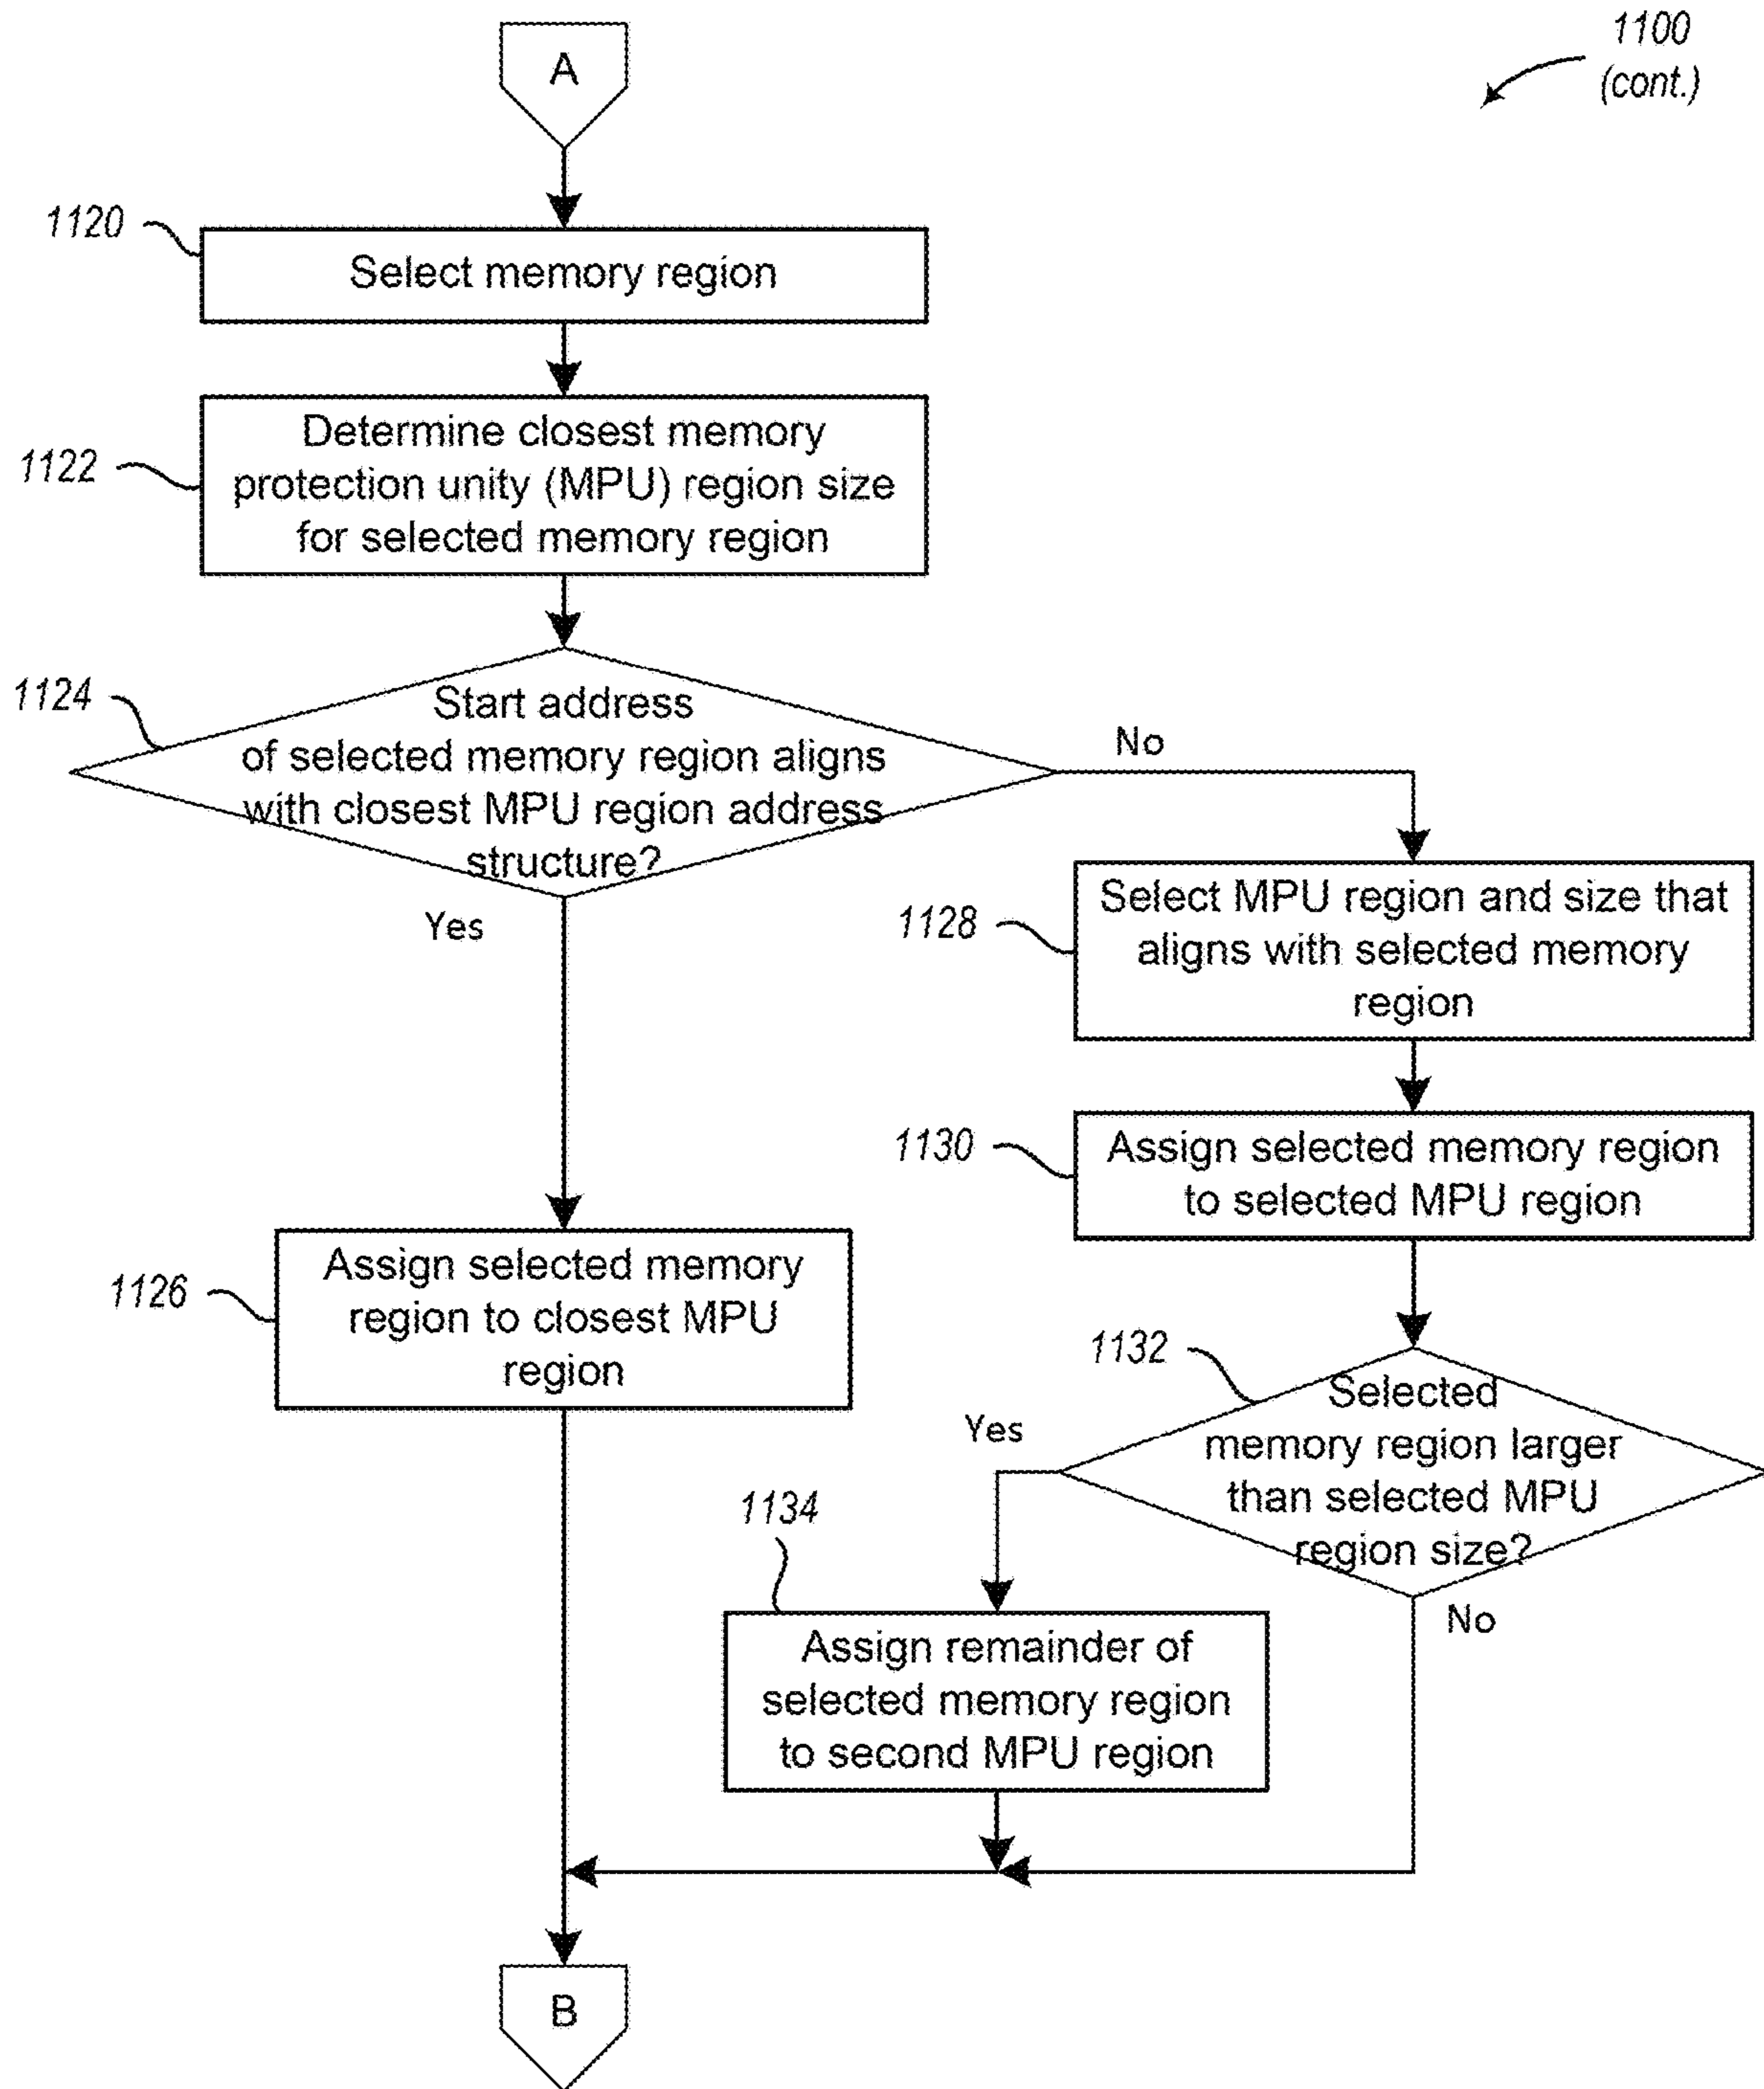 1100
(cont.)
A
1120
Select memory region
1122
Determine closest memory
protection unity (MPU) region size
for selected memory region
1124
Start address
of selected memory region aligns
with closest MPU region address
structure?
No
Yes
1128
Select MPU region and size that
aligns with selected memory
region
1130
Assign selected memory region
to selected MPU region
1126
Assign selected memory
region to closest MPU
region
1132
Selected
memory region larger
than selected MPU
region size?
Yes
No
1134
Assign remainder of
selected memory region
to second MPU region
B